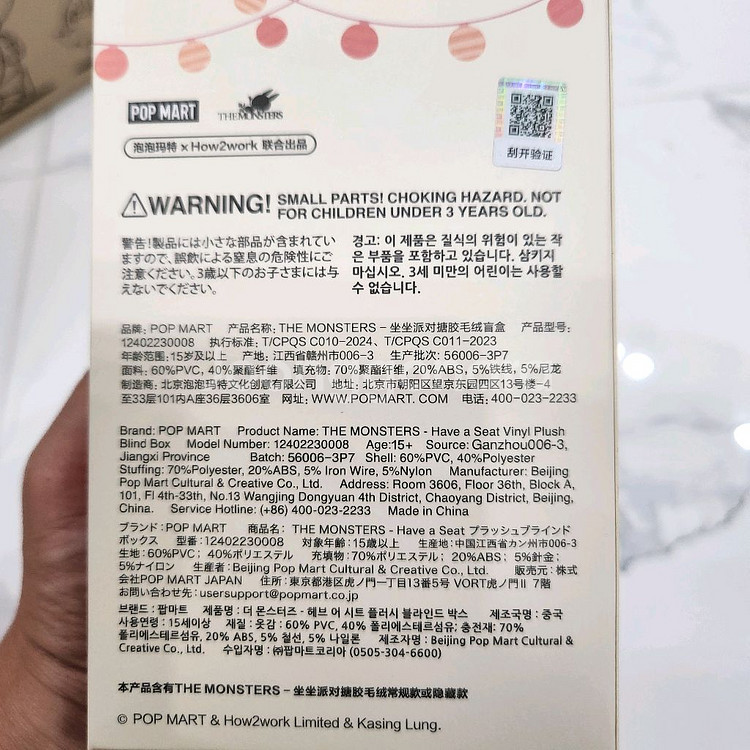 POP MART THE MONSTERS
泡泡玛特 x How2work 联合出品
刮开验证
WARNING! SMALL PARTS! CHOKING HAZARD. NOT
FOR CHILDREN UNDER 3 YEARS OLD.
警告!製品には小さな部品が含まれてい
ますので、誤飲による窒息の危険性にご
注意ください。3歳以下のお子さまには与
えないでください。
경고: 이 제품은 질식의 위험이 있는 작
은 부품을 포함하고 있습니다. 삼키지
마십시오. 3세 미만의 어린이는 사용할
수 없습니다.
品牌: POP MART 产品名称: THE MONSTERS – 坐坐派对搪胶毛绒盲盒 产品型号:
12402230008 执行标准: T/CPQS C010-2024、T/CPQS C011-2023
年龄范围: 15岁及以上 产地: 江西省赣州市006-3 生产批次: 56006-3P7
面料: 60%PVC, 40%聚酯纤维 填充物: 70%聚酯纤维, 20%ABS, 5%铁线, 5%尼龙
制造商: 北京泡泡玛特文化创意有限公司 地址: 北京市朝阳区望京东园四区13号楼-4
至33层101内A座36层3606室 网址: WWW.POPMART.COM 电话: 400-023-2233
Brand: POP MART Product Name: THE MONSTERS - Have a Seat Vinyl Plush
Blind Box Model Number: 12402230008 Age:15+ Source: Ganzhou006-3,
Jiangxi Province Batch: 56006-3P7 Shell: 60%PVC, 40%Polyester
Stuffing: 70%Polyester, 20%ABS, 5% Iron Wire, 5%Nylon Manufacturer: Beijing
Pop Mart Cultural & Creative Co., Ltd. Address: Room 3606, Floor 36th, Block A,
101, Fl 4th-33th, No.13 Wangjing Dongyuan 4th District, Chaoyang District, Beijing,
China. Service Hotline: (+86) 400-023-2233 Made in China
ブランド: POP MART 商品名: THE MONSTERS - Have a Seat プラッシュブラインド
ボックス 型番: 12402230008 対象年齢: 15歳以上 生産地: 中国江西省カン州市006-3
生地: 60%PVC; 40%ポリエステル 充填物: 70%ポリエステル; 20%ABS; 5%針金;
5%ナイロン 生産者: Beijing Pop Mart Cultural & Creative Co., Ltd. 販売元: 株式
会社POP MART JAPAN 住所: 東京都港区虎ノ門一丁目13番5号 VORT虎ノ門II 7階
お問い合わせ先: usersupport@popmart.co.jp
브랜드 : 팝마트 제품명 : 더 몬스터즈 - 헤브 어 시트 플러시 블라인드 박스 제조국명 : 중국
사용연령 : 15세이상 재질 : 옷감 : 60% PVC, 40% 폴리에스테르섬유; 충전재: 70%
폴리에스테르섬유, 20% ABS, 5% 철선, 5% 나일론 제조자명 : Beijing Pop Mart Cultural &
Creative Co., Ltd. 수입자명 : ㈜팝마트코리아 (0505-304-6600)
本产品含有THE MONSTERS – 坐坐派对搪胶毛绒常规款或隐藏款
© POP MART & How2work Limited & Kasing Lung.